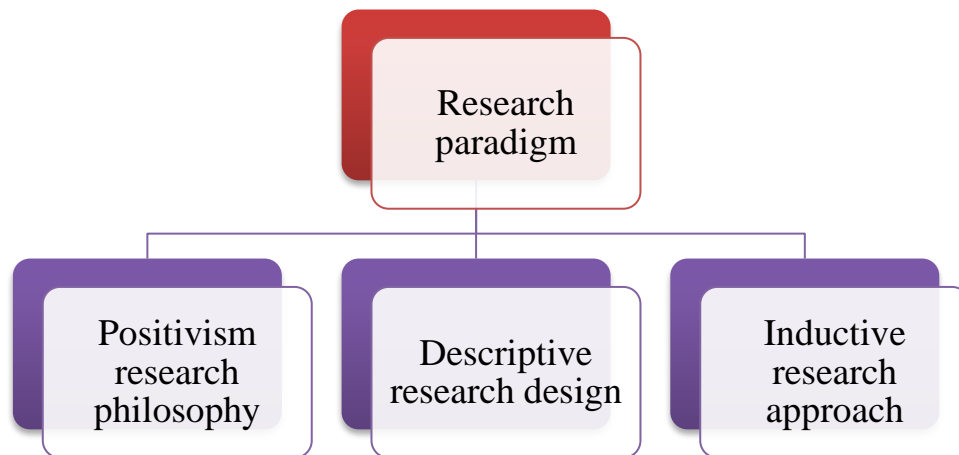 Research
paradigm
Positivism
research
philosophy
Descriptive
research design
Inductive
research
approach